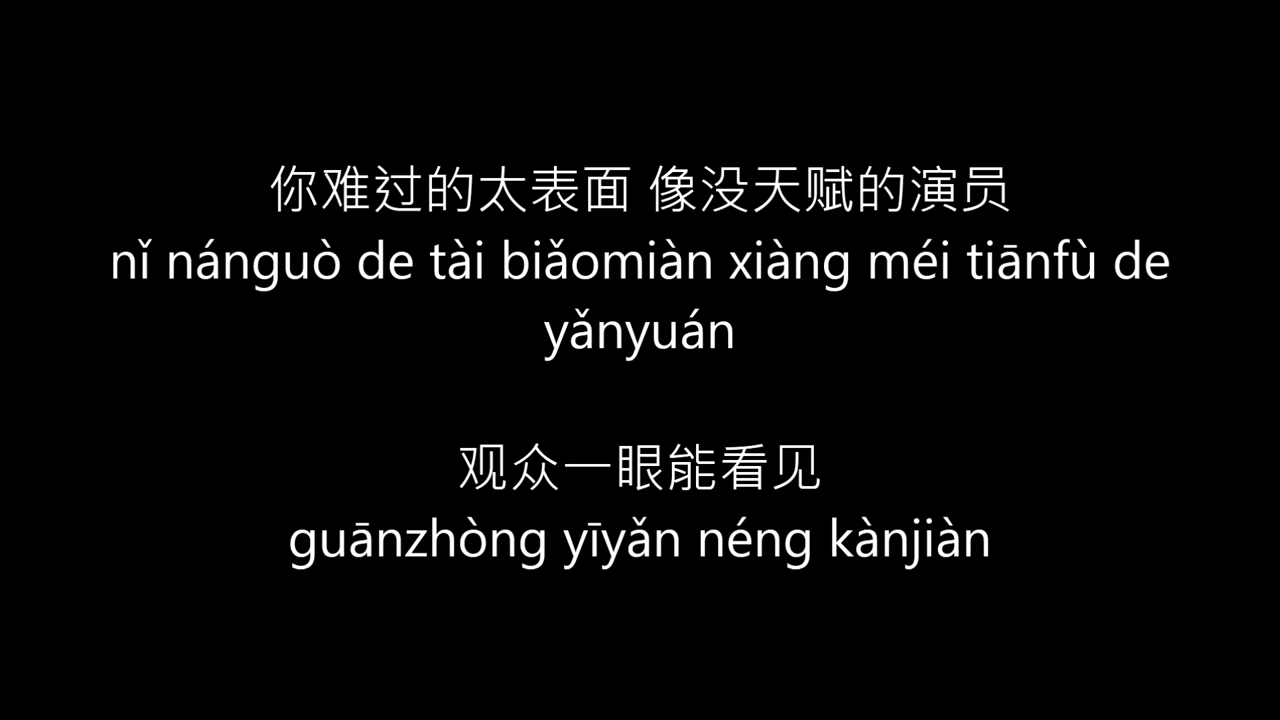 你难过的太表面 像没天赋的演员
nǐ nánguò de tài biǎomiàn xiàng méi tiānfù de
yǎnyuán
观众一眼能看见
guānzhòng yīyǎn néng kànjiàn